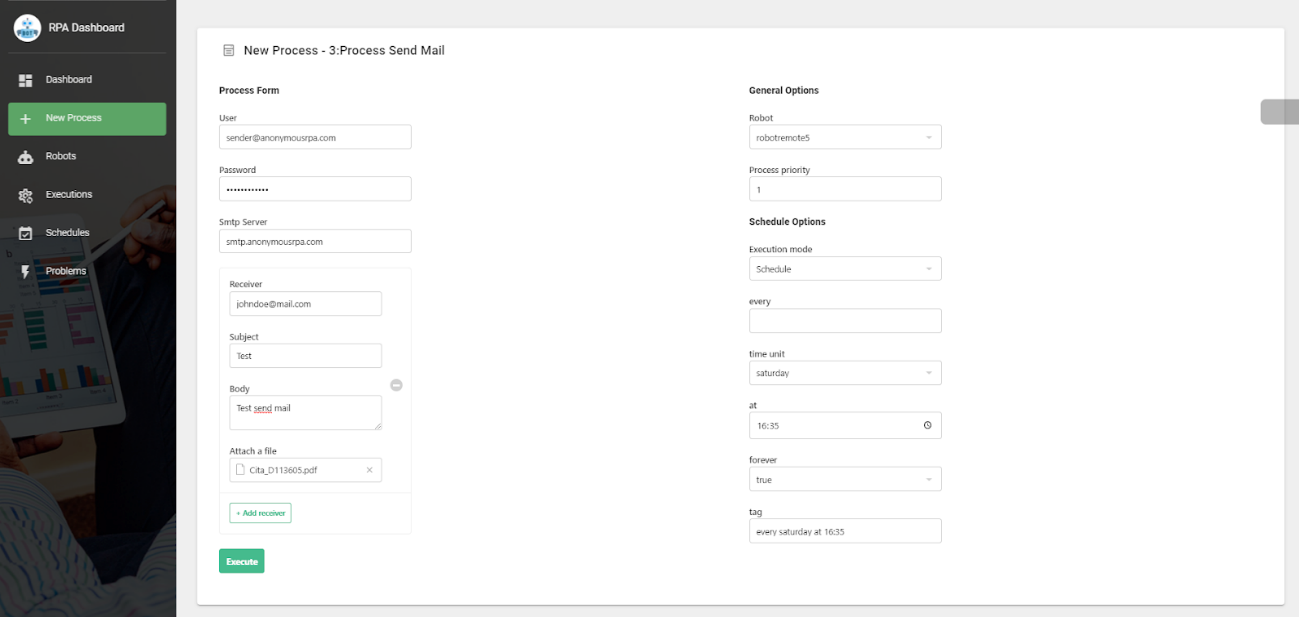 RPA Dashboard
Dashboard
New Process
Robots
Executions
Schedules
Problems
New Process - 3:Process Send Mail
Process Form
User
sender@anonymousrpa.com
Password
••••••••••••
Smtp Server
smtp.anonymousrpa.com
Receiver
johndoe@mail.com
Subject
Test
Body
Test send mail
Attach a file
Cita_D113605.pdf
+ Add receiver
Execute
General Options
Robot
robotremote5
Process priority
1
Schedule Options
Execution mode
Schedule
every
time unit
saturday
at
16:35
forever
true
tag
every saturday at 16:35